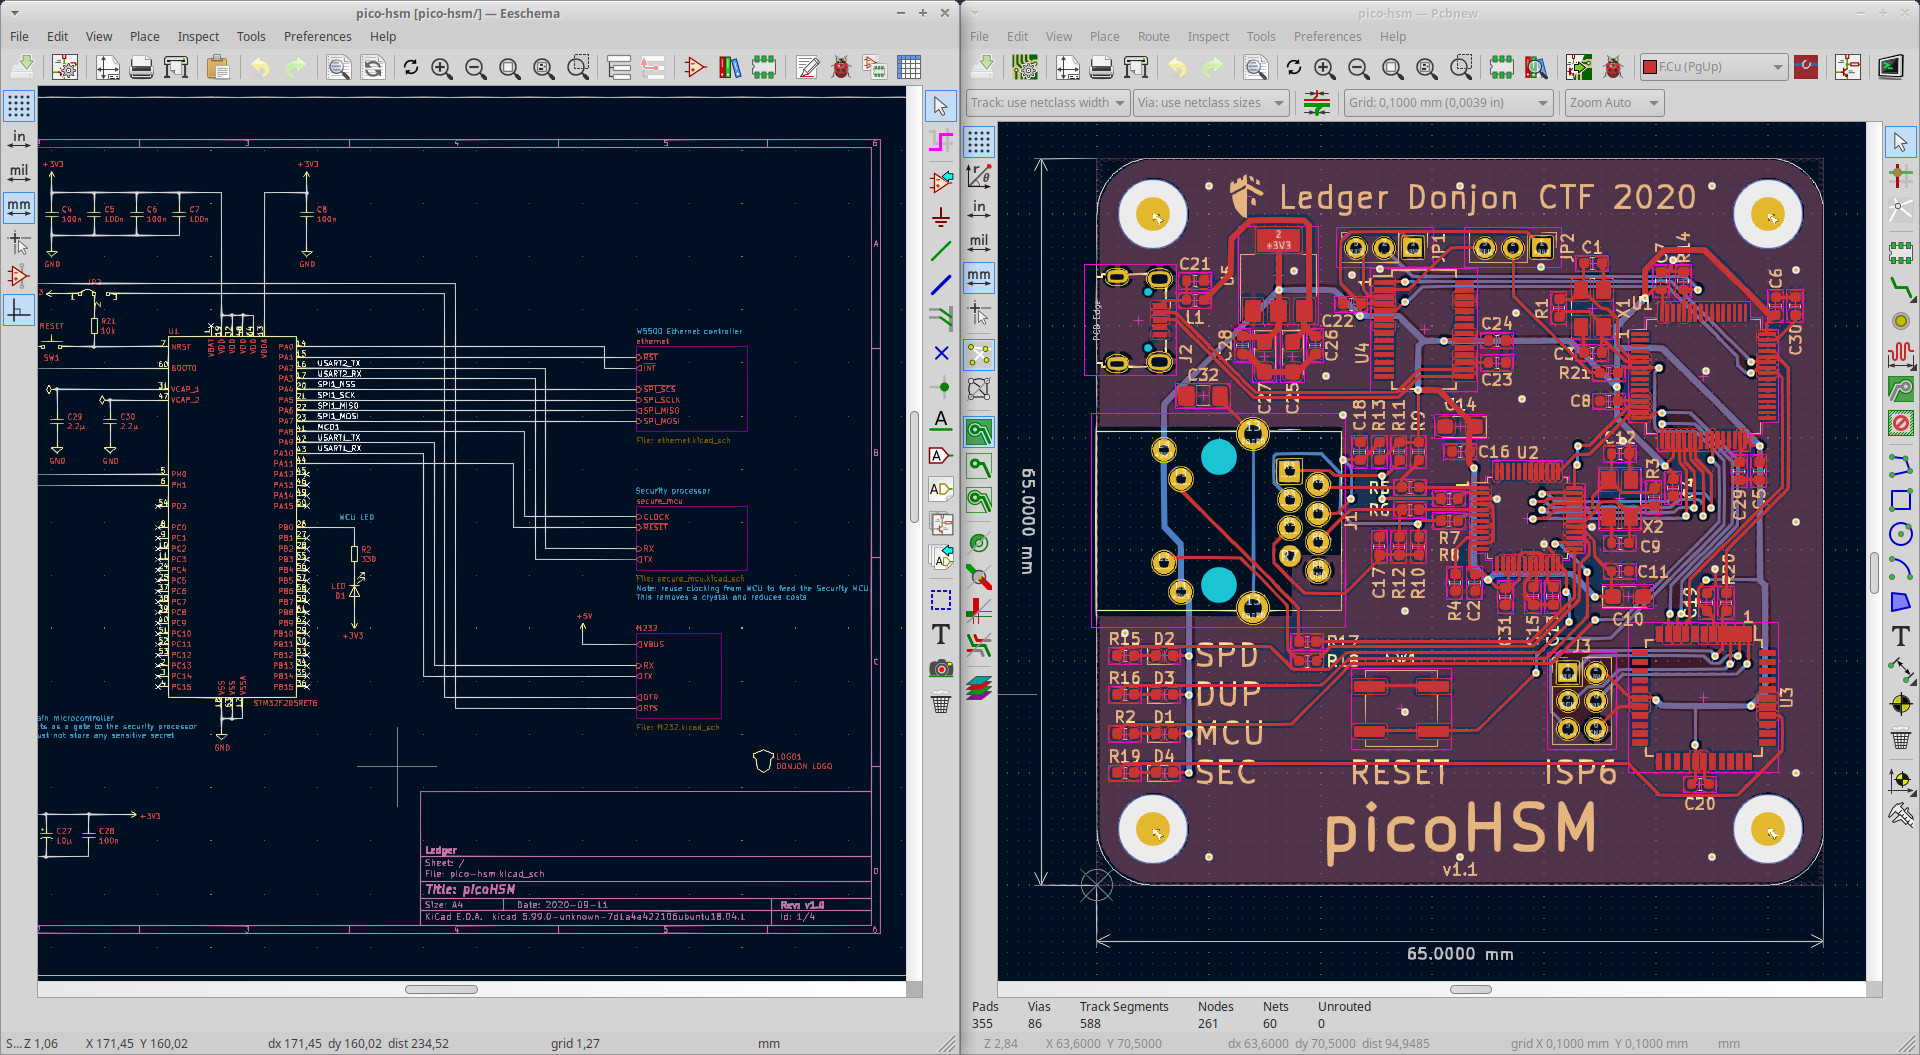 pico-hsm [pico-hsm/] — Eeschema
File Edit View Place Inspect Tools Preferences Help
in
mil
mm
+3V3
+3V3
C4 100n
C5 100n
C6 100n
C7 100n
C8 100n
GND
GND
JP2
R21 10k
RESET
SW1
U1
NRST
BOOT0
VCAP_1
VCAP_2
C29 2.2µ
C30 2.2µ
GND
GND
PH0
PH1
PD2
PC0
PC1
PC2
PC3
PC4
PC5
PC6
PC7
PC8
PC9
PC10
PC11
PC12
PC13
PC14
PC15
PA0
PA1
PA2
PA3
PA4
PA5
PA6
PA7
PA8
PA9
PA10
PA11
PA12
PA13
PA14
PA15
PB0
PB1
PB2
PB3
PB4
PB5
PB6
PB7
PB8
PB9
PB10
PB11
PB12
PB13
PB14
PB15
USART2_TX
USART2_RX
SPI1_NSS
SPI1_SCK
SPI1_MISO
SPI1_MOSI
MCO1
USART1_TX
USART1_RX
MCU LED
R2 330
LED D1
+3V3
STM32F205RET6
GND
W5500 Ethernet controller
ethernet
RST
INT
SPI_SCS
SPI_SCLK
SPI_MISO
SPI_MOSI
File: ethernet.kicad_sch
Security processor
secure_mcu
CLOCK
RESET
RX
TX
File: secure_mcu.kicad_sch
Note: reuse clocking from MCU to feed the Security MCU
This removes a crystal and reduces costs
+5V
ft232
VBUS
RX
TX
DTR
RTS
File: ft232.kicad_sch
ain microcontroller
ts as a gate to the security processor
ust not store any sensitive secret
LOGO1
DONJON LOGO
C27 10µ
C28 100n
+3V3
Ledger
Sheet: /
File: pico-hsm.kicad_sch
Title: picoHSM
Size: A4 Date: 2020-09-11 Rev: v1.0
KiCad E.D.A. kicad 5.99.0-unknown-7d1a4a422106ubuntu18.04.1 Id: 1/4
S... Z 1,06 X 171,45 Y 160,02 dx 171,45 dy 160,02 dist 234,52 grid 1,27 mm
pico-hsm — Pcbnew
File Edit View Place Route Inspect Tools Preferences Help
F.Cu (PgUp)
Track: use netclass width Via: use netclass sizes Grid: 0,1000 mm (0,0039 in) Zoom Auto
in
mil
mm
Ledger Donjon CTF 2020
2
+3V3
JP1
JP2
C1
C6
C21
L1
J2
PCB Edge
C28
C22
C26
U4
C24
C23
R1
X1
U1
C30
R21
C8
C32
C27
C25
C18
R13
R11
C14
C16
U2
C12
R3
J1
X2
C9
R7
R8
C11
C17
R12
R10
R4
C2
C31
C15
C10
R20
C29
65.0000 mm
R15 D2 SPD
R16 D3 DUP
R2 D1 MCU
R19 D4 SEC
R17
RESET
J3
ISP6
U3
C20
picoHSM
v1.1
65.0000 mm
Pads Vias Track Segments Nodes Nets Unrouted
355 86 588 261 60 0
Z 2,84 X 63,6000 Y 70,5000 dx 63,6000 dy 70,5000 dist 94,9485 grid X 0,1000 mm Y 0,1000 mm mm